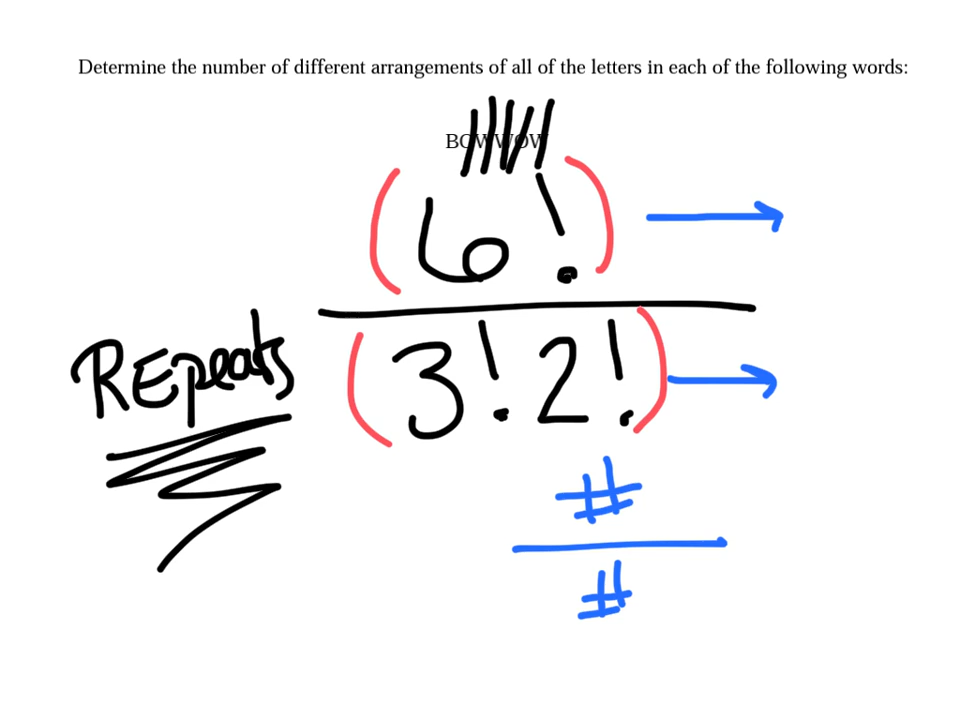 Determine the number of different arrangements of all of the letters in each of the following words:
BOWWOW
(6!)
REpeats
(3!2!)
#
#